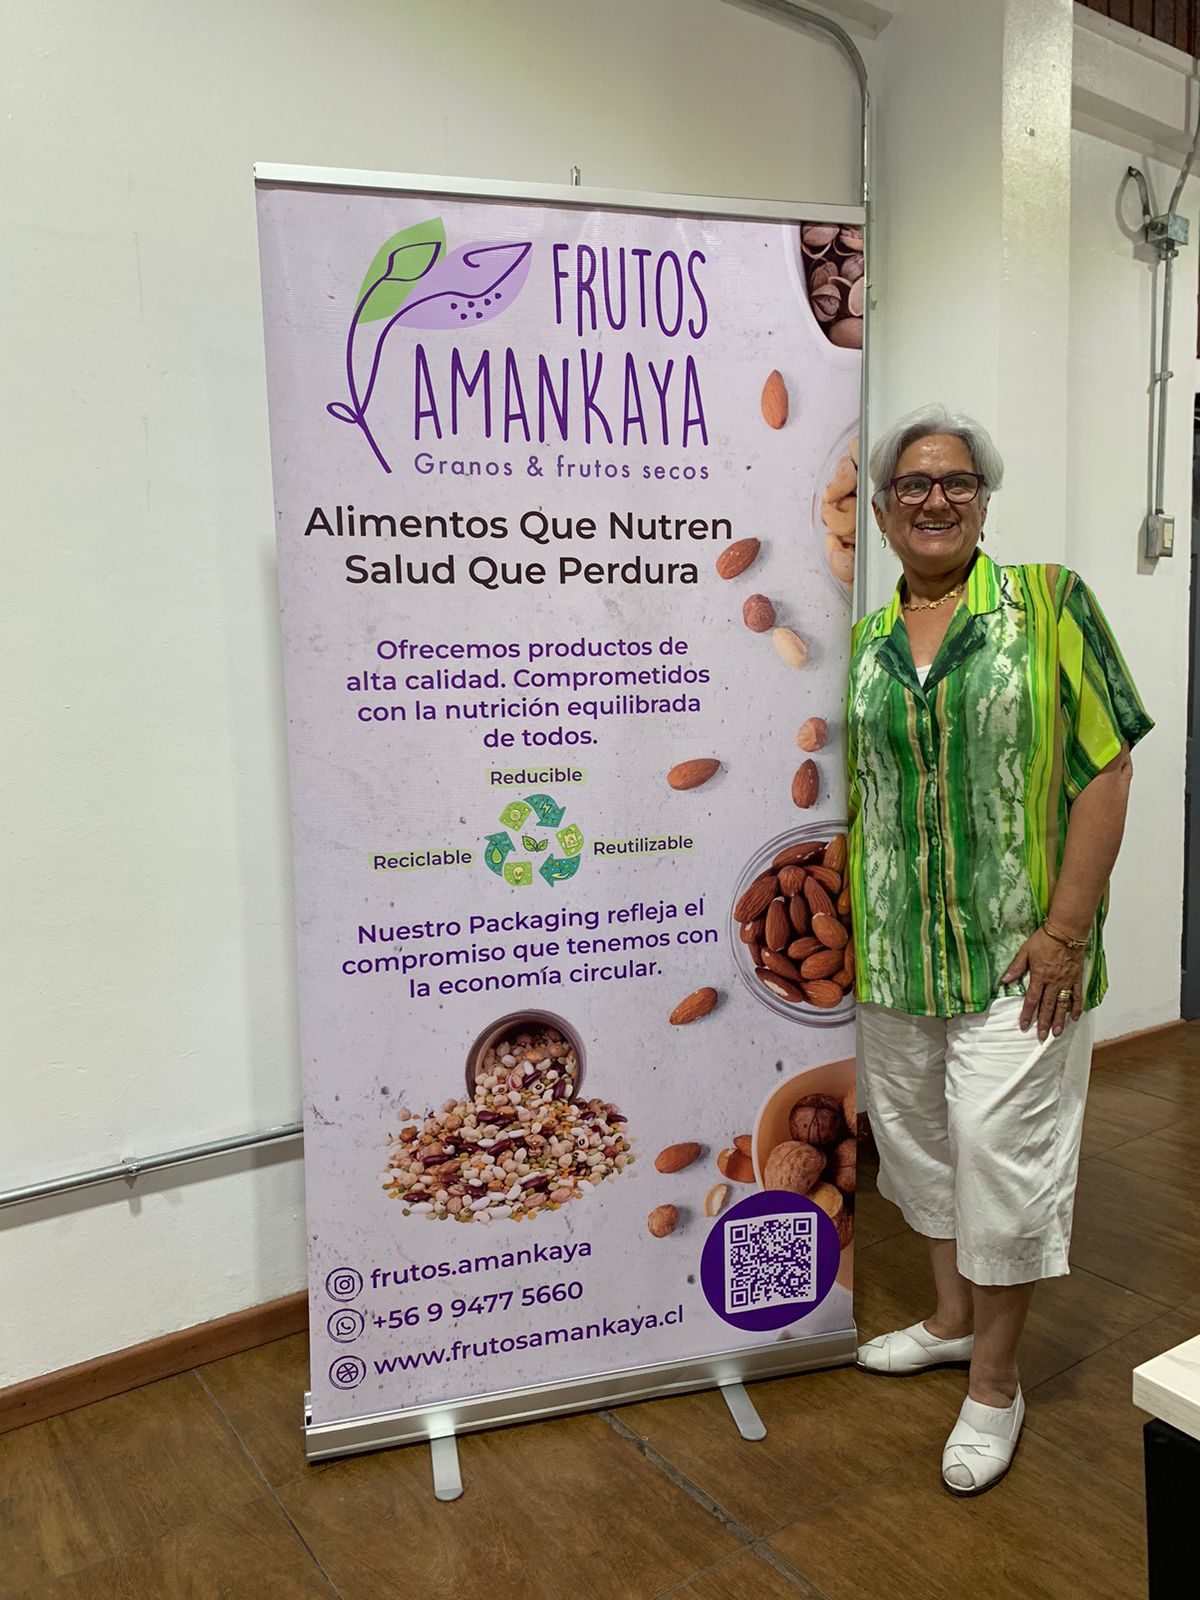 FRUTOS
AMANKAYA
Granos & frutos secos
Alimentos Que Nutren
Salud Que Perdura
Ofrecemos productos de
alta calidad. Comprometidos
con la nutrición equilibrada
de todos.
Reducible
Reciclable
Reutilizable
Nuestro Packaging refleja el
compromiso que tenemos con
la economía circular.
frutos.amankaya
+56 9 9477 5660
www.frutosamankaya.cl